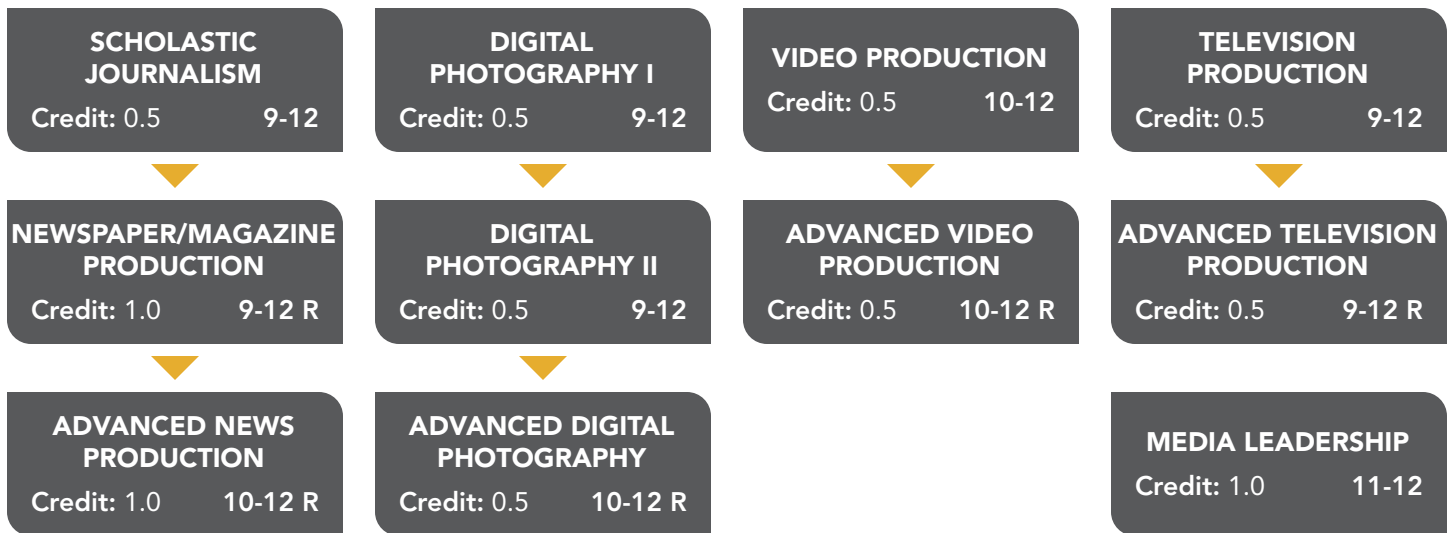 SCHOLASTIC
JOURNALISM
Credit: 0.5 9-12
DIGITAL
PHOTOGRAPHY I
Credit: 0.5 9-12
VIDEO PRODUCTION
Credit: 0.5 10-12
TELEVISION
PRODUCTION
Credit: 0.5 9-12
NEWSPAPER/MAGAZINE
PRODUCTION
Credit: 1.0 9-12 R
DIGITAL
PHOTOGRAPHY II
Credit: 0.5 9-12
ADVANCED VIDEO
PRODUCTION
Credit: 0.5 10-12 R
ADVANCED TELEVISION
PRODUCTION
Credit: 0.5 9-12 R
ADVANCED NEWS
PRODUCTION
Credit: 1.0 10-12 R
ADVANCED DIGITAL
PHOTOGRAPHY
Credit: 0.5 10-12 R
MEDIA LEADERSHIP
Credit: 1.0 11-12